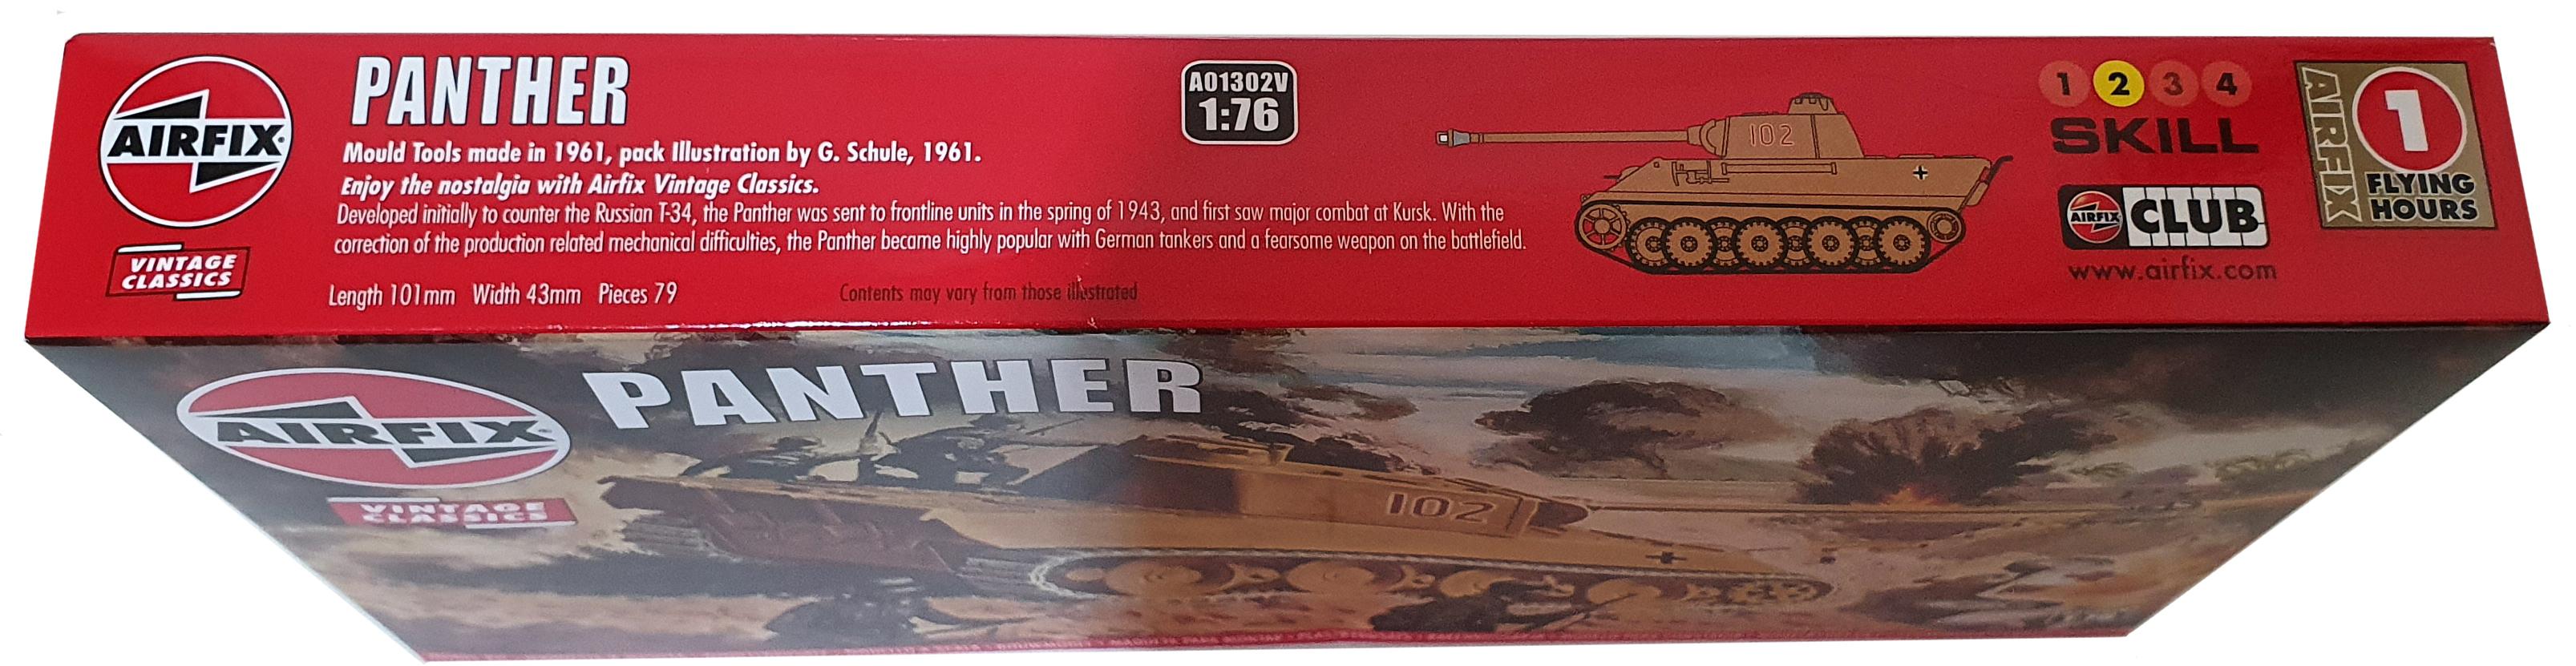 AIRFIX
PANTHER
Mould Tools made in 1961, pack Illustration by G. Schule, 1961.
Enjoy the nostalgia with Airfix Vintage Classics.
Developed initially to counter the Russian T-34, the Panther was sent to frontline units in the spring of 1943, and first saw major combat at Kursk. With the
correction of the production related mechanical difficulties, the Panther became highly popular with German tankers and a fearsome weapon on the battlefield.
VINTAGE
CLASSICS
Length 101mm Width 43mm Pieces 79
Contents may vary from those illustrated
A01302V
1:76
102
1 2 3 4
SKILL
AIRFIX CLUB
www.airfix.com
AIRFIX
1
FLYING
HOURS
AIRFIX
PANTHER
VINTAGE
CLASSICS
102